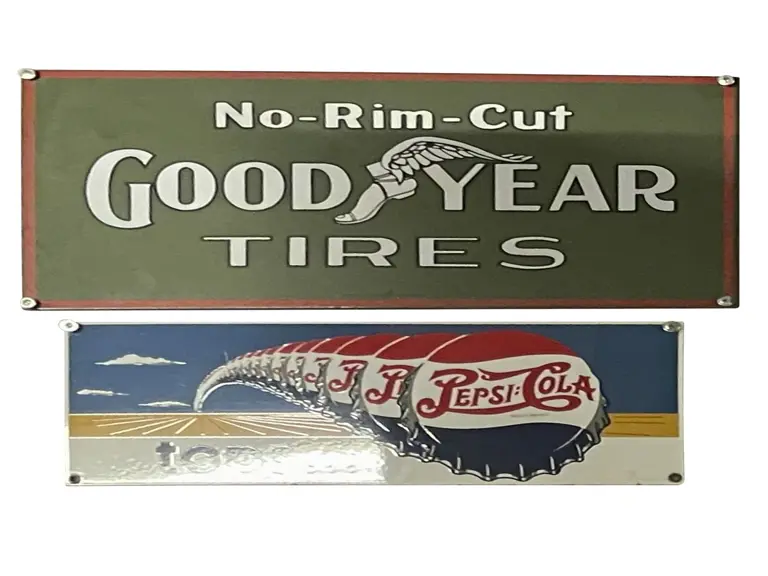 No-Rim-Cut
GOODYEAR
TIRES
PEPSI:COLA